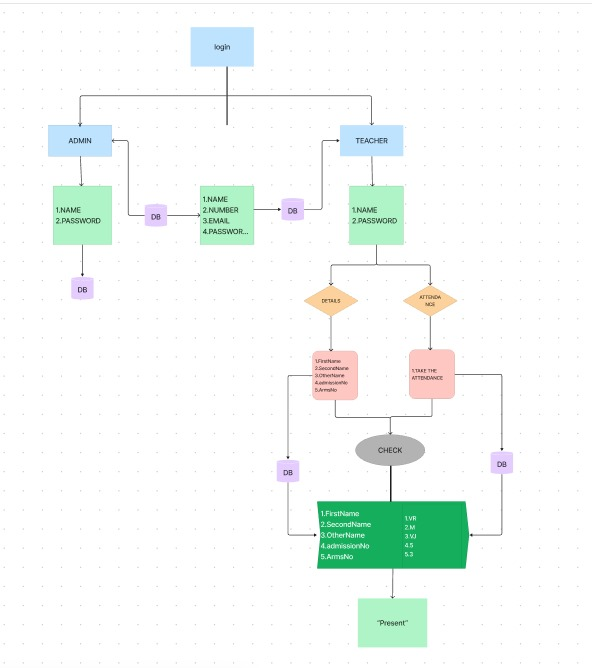 login
ADMIN
TEACHER
1.NAME
2.PASSWORD
DB
1.NAME
2.NUMBER
3.EMAIL
4.PASSWOR...
DB
1.NAME
2.PASSWORD
DB
DETAILS
ATTENDA
NCE
1.FirstName
2.SecondName
3.OtherName
4.admissionNo
5.ArmsNo
1.TAKE THE
ATTENDANCE
CHECK
DB
DB
1.FirstName
2.SecondName
3.OtherName
4.admissionNo
5.ArmsNo
1.VR
2.M
3.VJ
4.5
5.3
"Present"